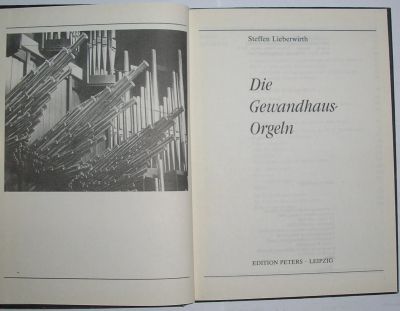 Steffen Lieberwirth
Die
Gewandhaus-
Orgeln
EDITION PETERS · LEIPZIG